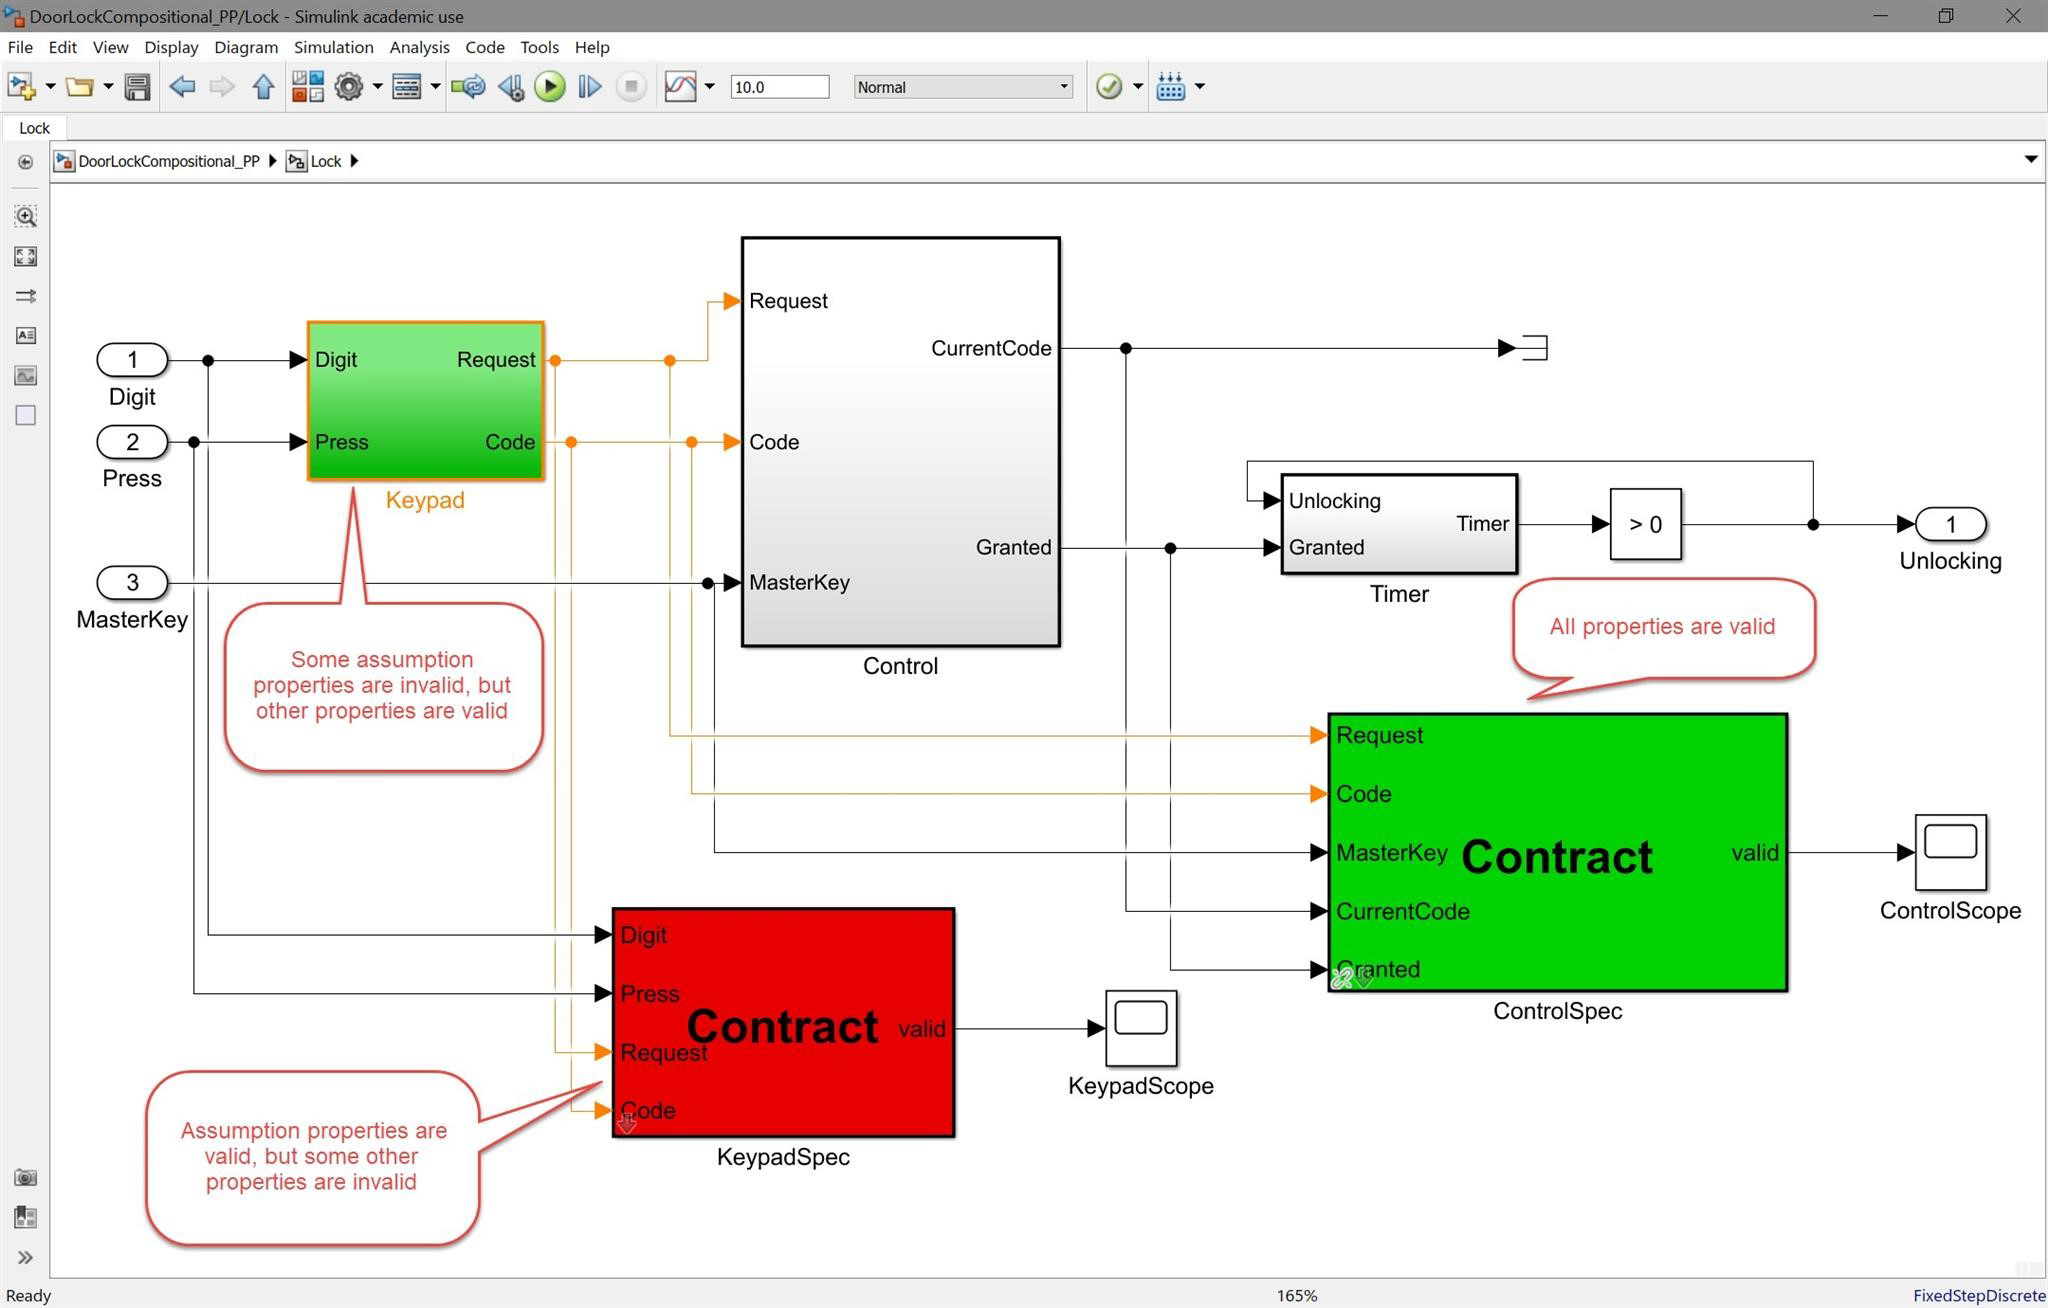 DoorLockCompositional_PP/Lock - Simulink academic use
File Edit View Display Diagram Simulation Analysis Code Tools Help
10.0 Normal
Lock
DoorLockCompositional_PP Lock
Request
CurrentCode
1 Digit Request
Digit
2 Press Code Code
Press
Keypad
Unlocking
Timer > 0 1
Granted Granted
Unlocking
3 MasterKey
MasterKey
Timer
Control
Some assumption
properties are invalid, but
other properties are valid
All properties are valid
Request
Code
MasterKey Contract valid
CurrentCode
ControlScope
Granted
ControlSpec
Digit
Press
Contract valid
Request
KeypadScope
Code
KeypadSpec
Assumption properties are
valid, but some other
properties are invalid
Ready 165% FixedStepDiscrete